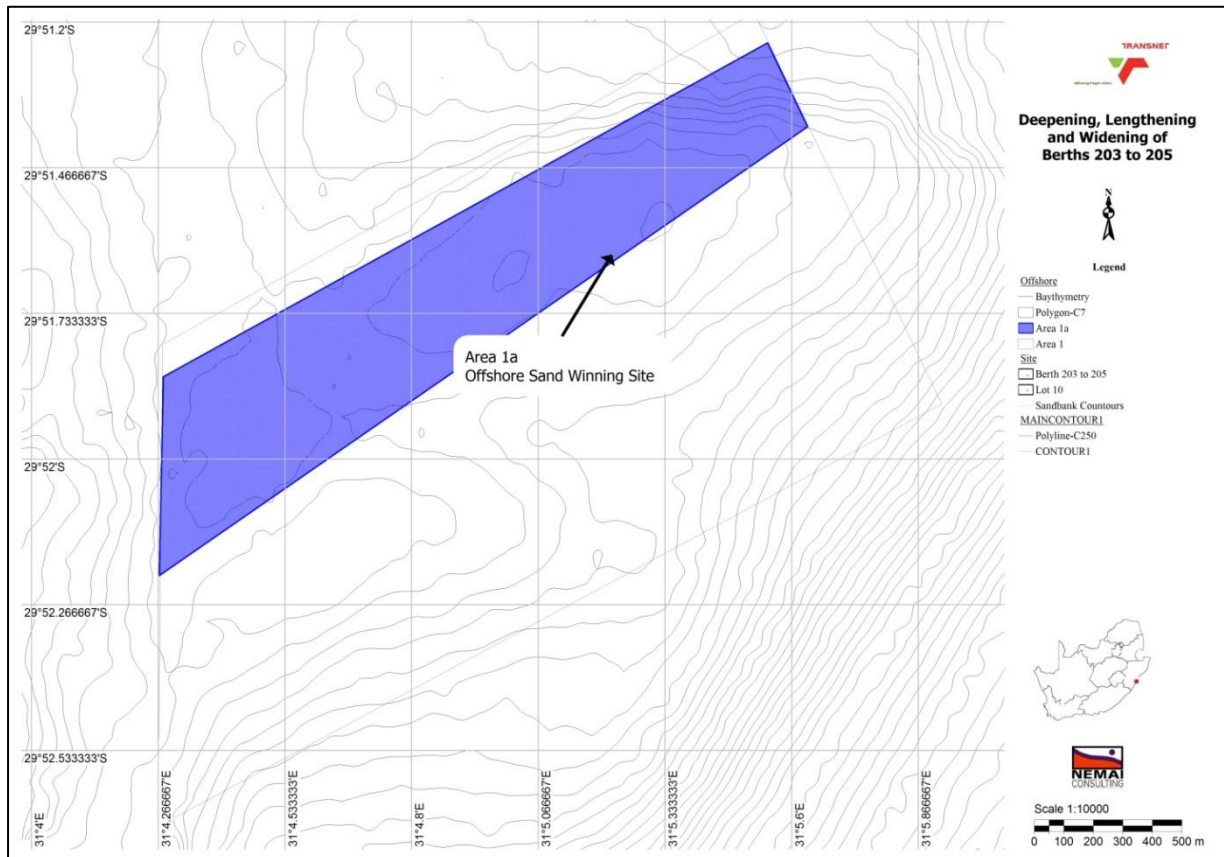 29°51.2'S
29°51.466667'S
29°51.733333'S
29°52'S
29°52.266667'S
29°52.533333'S
31°4'E
31°4.266667'E
31°4.533333'E
31°4.8'E
31°5.066667'E
31°5.333333'E
31°5.6'E
31°5.866667'E
Area 1a
Offshore Sand Winning Site
TRANSNET
Deepening, Lengthening
and Widening of
Berths 203 to 205
N
Legend
Offshore
Baythymetry
Polygon-C7
Area 1a
Area 1
Site
Berth 203 to 205
Lot 10
Sandbank Countours
MAINCONTOUR1
Polyline-C250
CONTOUR1
NEMAI
CONSULTING
Scale 1:10000
0 100 200 300 400 500 m